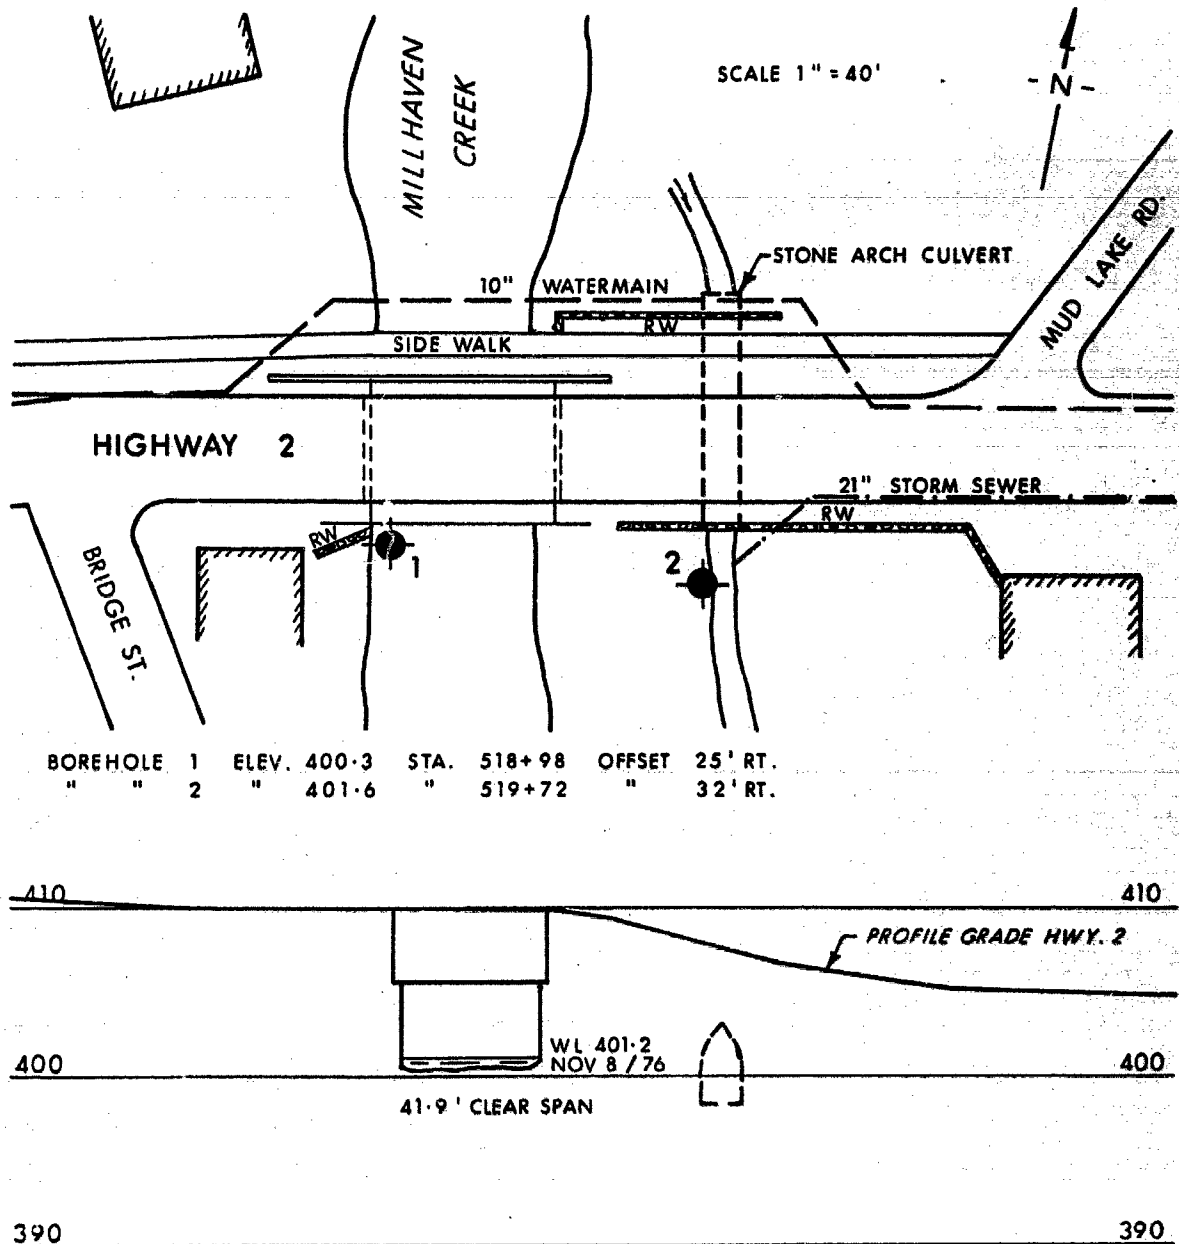 MILLHAVEN
CREEK
SCALE 1" = 40'
- N -
MUD LAKE RD.
STONE ARCH CULVERT
10" WATERMAIN
RW
SIDE WALK
HIGHWAY 2
21" STORM SEWER
RW
RW
1
2
BRIDGE ST.
BOREHOLE 1 ELEV. 400·3 STA. 518+98 OFFSET 25' RT.
" " 2 " 401·6 " 519+72 " 32' RT.
410 410
PROFILE GRADE HWY. 2
WL 401·2
NOV 8 / 76
400 400
41·9 ' CLEAR SPAN
390 390